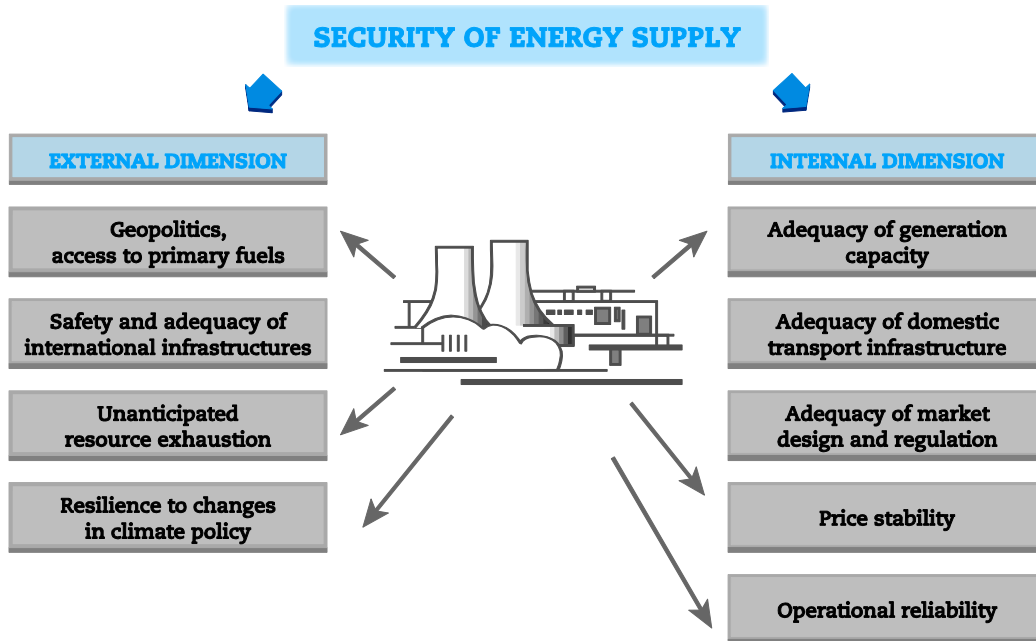 SECURITY OF ENERGY SUPPLY
EXTERNAL DIMENSION
Geopolitics,
access to primary fuels
Safety and adequacy of
international infrastructures
Unanticipated
resource exhaustion
Resilience to changes
in climate policy
INTERNAL DIMENSION
Adequacy of generation
capacity
Adequacy of domestic
transport infrastructure
Adequacy of market
design and regulation
Price stability
Operational reliability